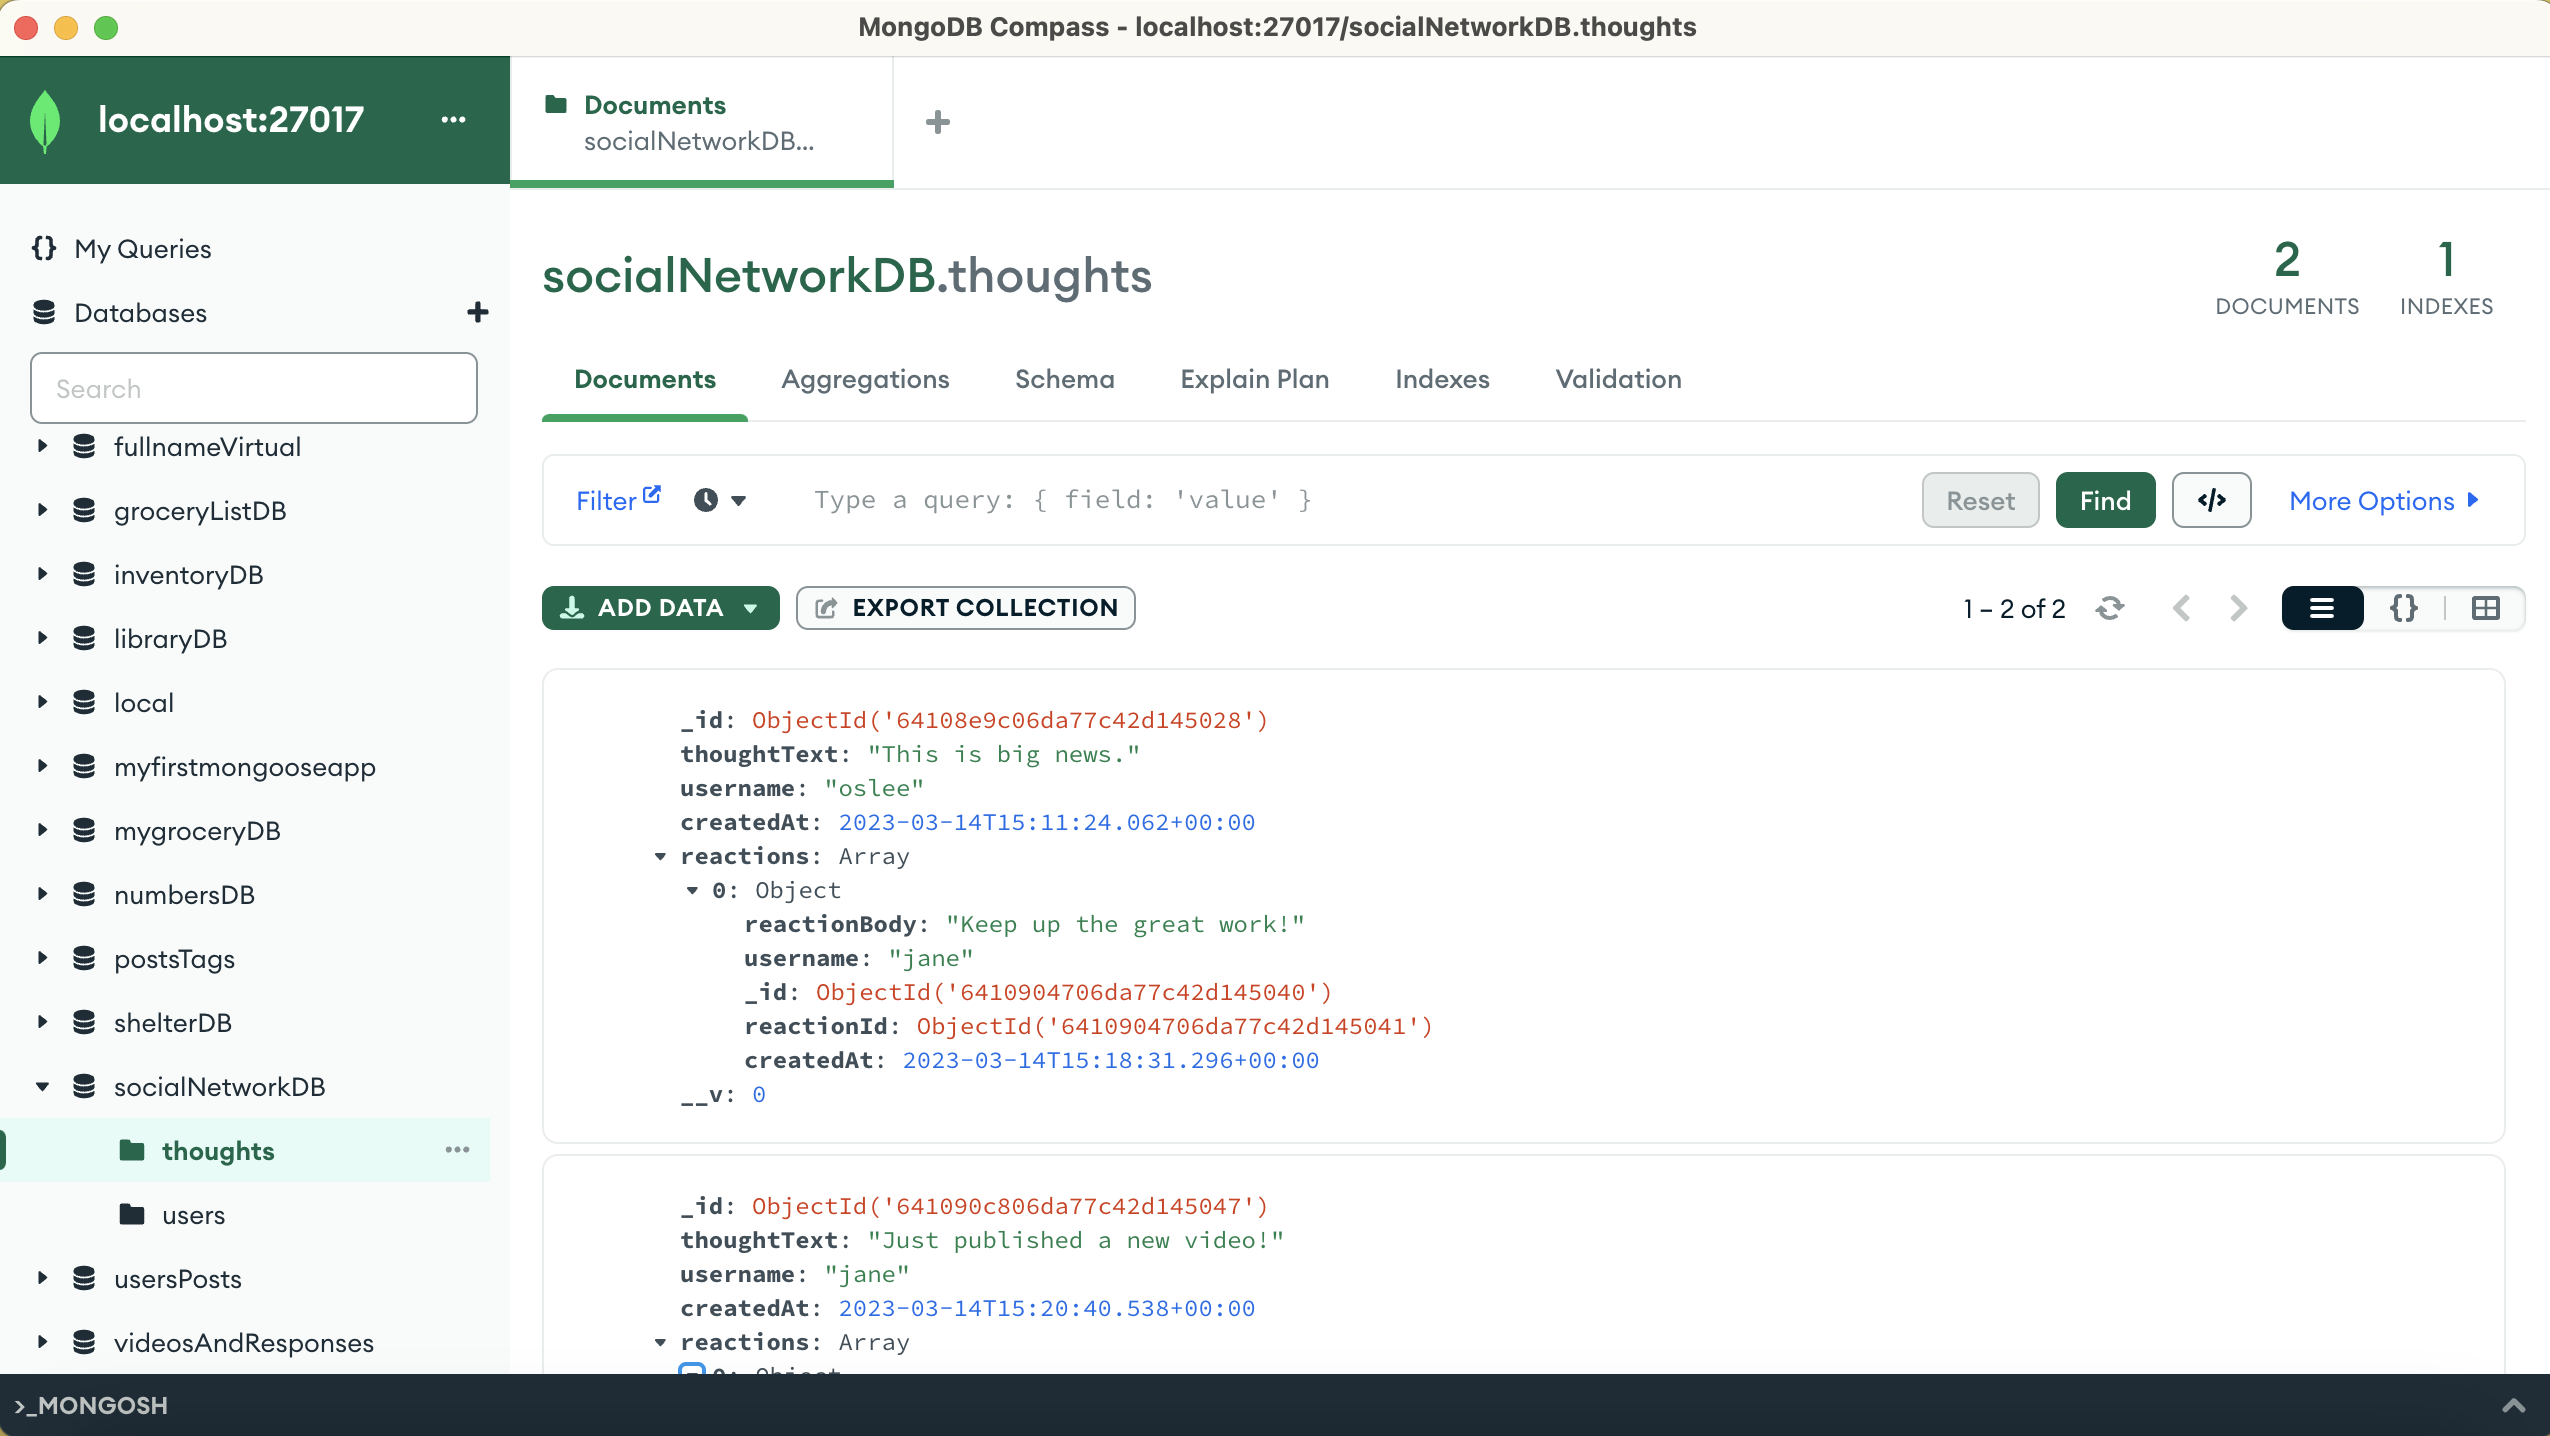 MongoDB Compass - localhost:27017/socialNetworkDB.thoughts
localhost:27017
My Queries
Databases
Search
fullnameVirtual
groceryListDB
inventoryDB
libraryDB
local
myfirstmongooseapp
mygroceryDB
numbersDB
postsTags
shelterDB
socialNetworkDB
thoughts
users
usersPosts
videosAndResponses
Documents
socialNetworkDB...
socialNetworkDB.thoughts
2
DOCUMENTS
1
INDEXES
Documents Aggregations Schema Explain Plan Indexes Validation
Filter Type a query: { field: 'value' } Reset Find </> More Options
ADD DATA EXPORT COLLECTION 1 – 2 of 2 {}
_id: ObjectId('64108e9c06da77c42d145028')
thoughtText: "This is big news."
username: "oslee"
createdAt: 2023-03-14T15:11:24.062+00:00
reactions: Array
0: Object
reactionBody: "Keep up the great work!"
username: "jane"
_id: ObjectId('6410904706da77c42d145040')
reactionId: ObjectId('6410904706da77c42d145041')
createdAt: 2023-03-14T15:18:31.296+00:00
__v: 0
_id: ObjectId('641090c806da77c42d145047')
thoughtText: "Just published a new video!"
username: "jane"
createdAt: 2023-03-14T15:20:40.538+00:00
reactions: Array
0: Object
>_MONGOSH